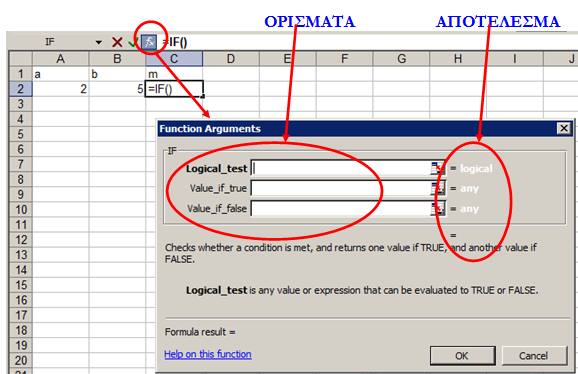 ΟΡΙΣΜΑΤΑ ΑΠΟΤΕΛΕΣΜΑ
IF fx =IF()
A B C D E F G H I J
1 a b m
2 2 5 =IF()
3
4
5
6
7
8
9
10
11
12
13
14
15
16
17
18
19
20
21
Function Arguments
IF
Logical_test = logical
Value_if_true = any
Value_if_false = any
=
Checks whether a condition is met, and returns one value if TRUE, and another value if
FALSE.
Logical_test is any value or expression that can be evaluated to TRUE or FALSE.
Formula result =
Help on this function OK Cancel